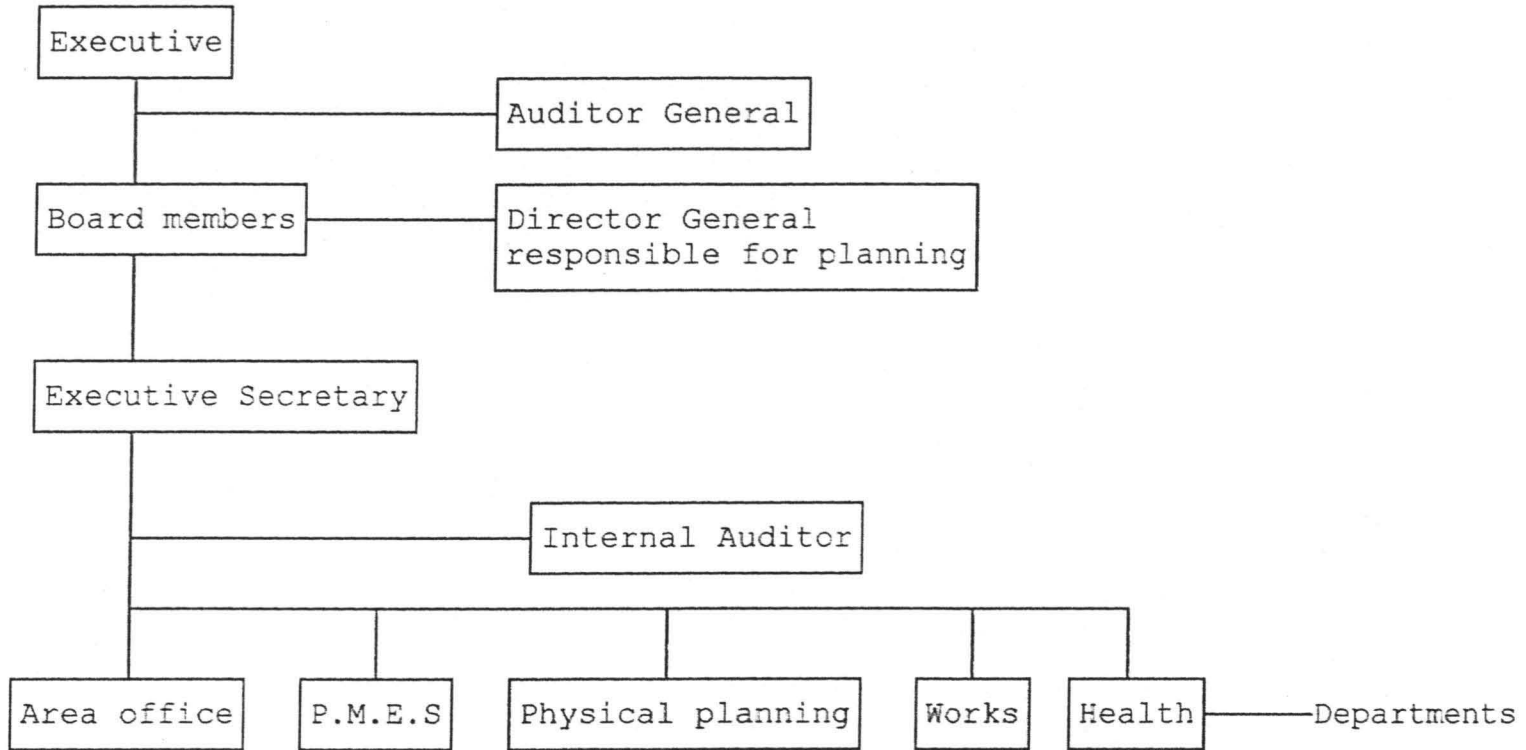 Executive
Auditor General
Board members
Director General
responsible for planning
Executive Secretary
Internal Auditor
Area office
P.M.E.S
Physical planning
Works
Health
Departments